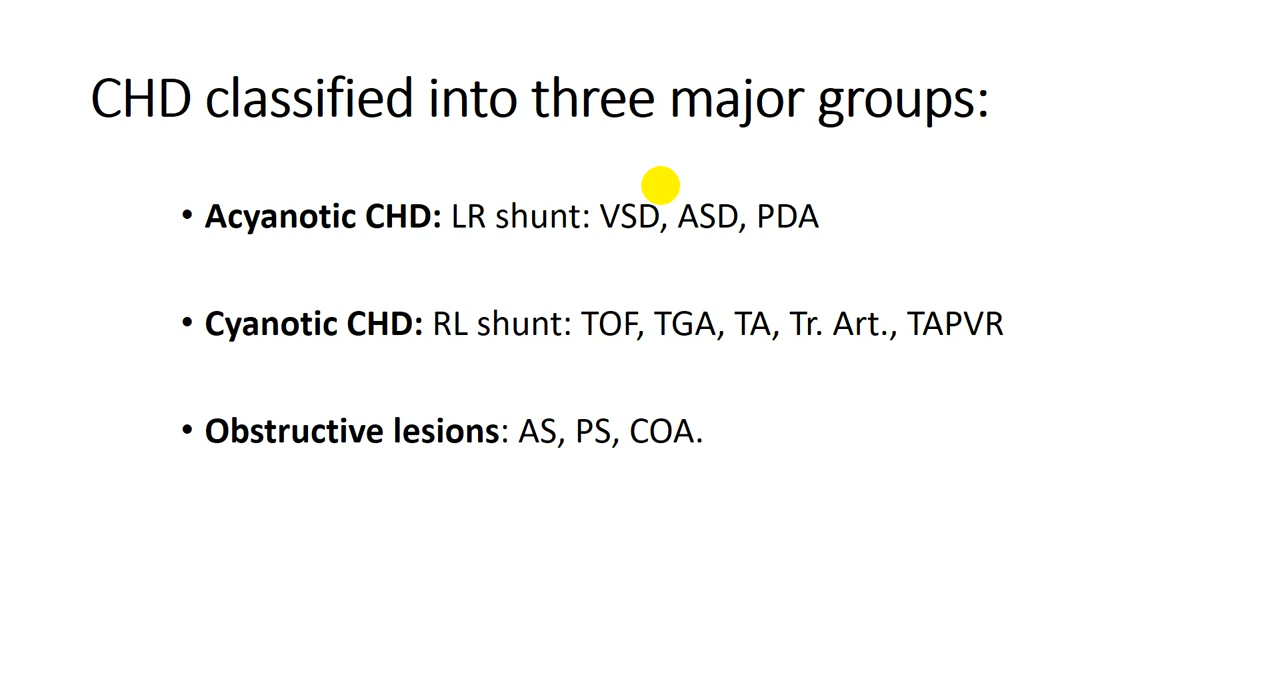 CHD classified into three major groups:
• Acyanotic CHD: LR shunt: VSD, ASD, PDA
• Cyanotic CHD: RL shunt: TOF, TGA, TA, Tr. Art., TAPVR
• Obstructive lesions: AS, PS, COA.